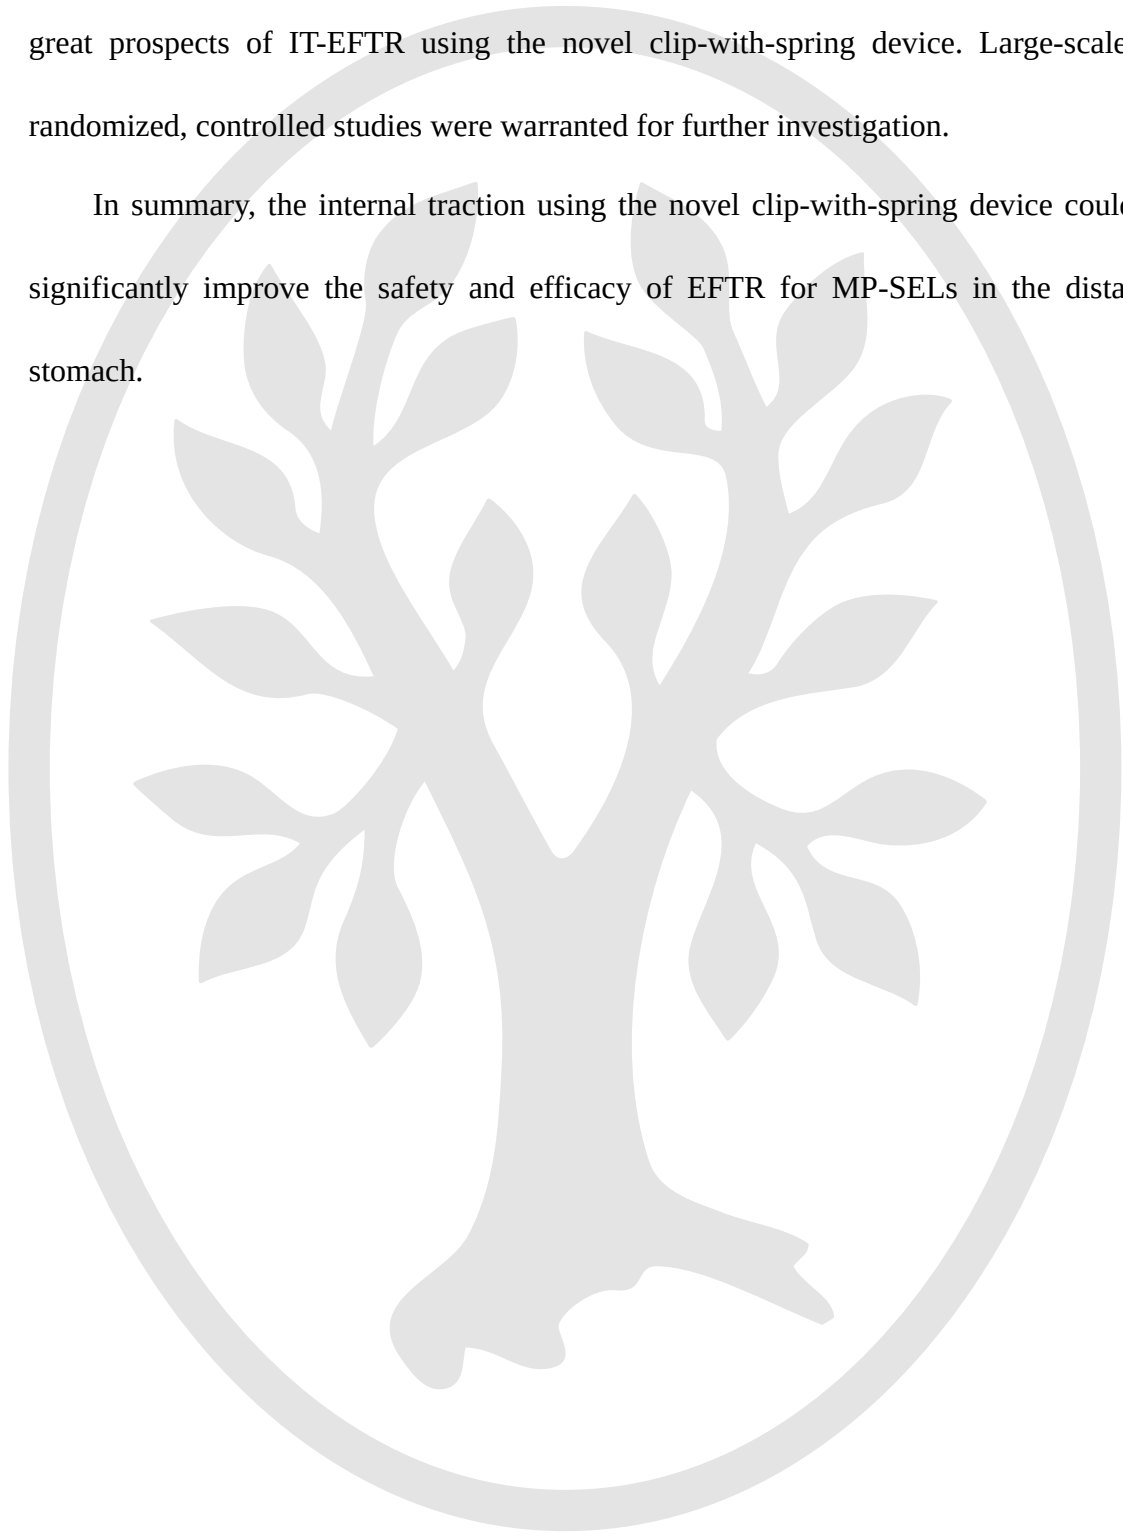 great prospects of IT-EFTR using the novel clip-with-spring device. Large-scale
randomized, controlled studies were warranted for further investigation.
In summary, the internal traction using the novel clip-with-spring device could
significantly improve the safety and efficacy of EFTR for MP-SELs in the distal
stomach.